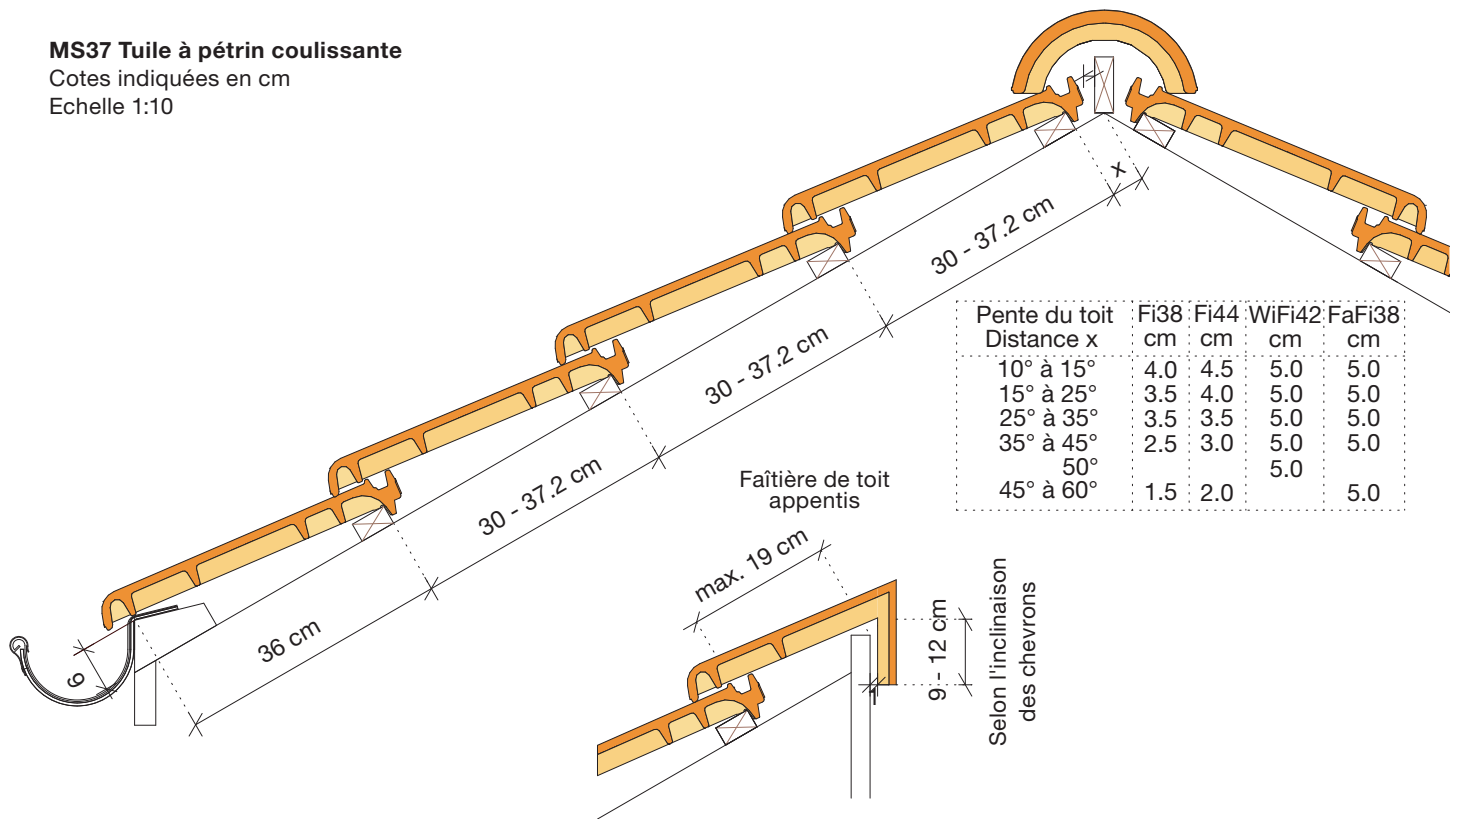 MS37 Tuile à pétrin coulissante
Cotes indiquées en cm
Echelle 1:10
x
30 - 37.2 cm
30 - 37.2 cm
30 - 37.2 cm
36 cm
9
Pente du toit Fi38 Fi44 WiFi42 FaFi38
Distance x cm cm cm cm
10° à 15° 4.0 4.5 5.0 5.0
15° à 25° 3.5 4.0 5.0 5.0
25° à 35° 3.5 3.5 5.0 5.0
35° à 45° 2.5 3.0 5.0 5.0
50° 5.0
45° à 60° 1.5 2.0 5.0
Faîtière de toit
appentis
max. 19 cm
9 - 12 cm
1
Selon l'inclinaison
des chevrons